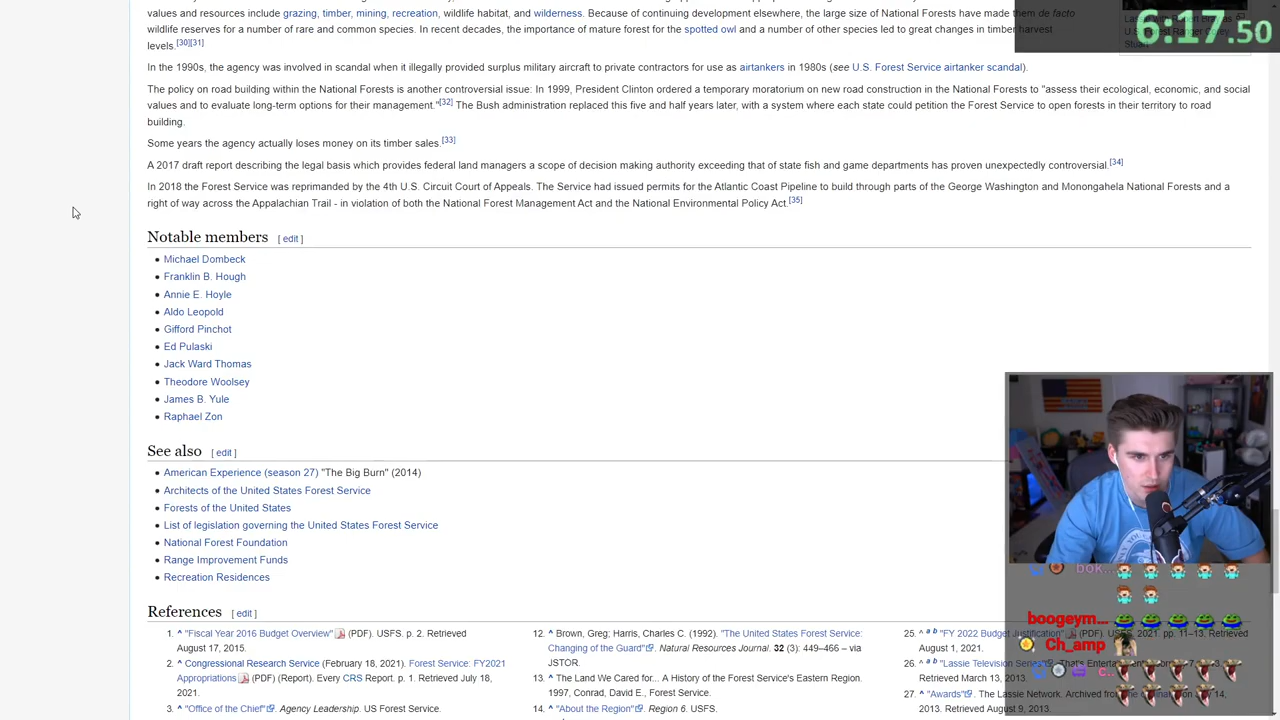 values and resources include grazing, timber, mining, recreation, wildlife habitat, and wilderness. Because of continuing development elsewhere, the large size of National Forests have made them de facto
wildlife reserves for a number of rare and common species. In recent decades, the importance of mature forest for the spotted owl and a number of other species led to great changes in timber harvest
levels.[30][31]
Lassie with Robert
U.S. Forest Ranger Corey
Stuart
6:17.50
In the 1990s, the agency was involved in scandal when it illegally provided surplus military aircraft to private contractors for use as airtankers in 1980s (see U.S. Forest Service airtanker scandal).
The policy on road building within the National Forests is another controversial issue: In 1999, President Clinton ordered a temporary moratorium on new road construction in the National Forests to "assess their ecological, economic, and social
values and to evaluate long-term options for their management."[32] The Bush administration replaced this five and half years later, with a system where each state could petition the Forest Service to open forests in their territory to road
building.
Some years the agency actually loses money on its timber sales.[33]
A 2017 draft report describing the legal basis which provides federal land managers a scope of decision making authority exceeding that of state fish and game departments has proven unexpectedly controversial.[34]
In 2018 the Forest Service was reprimanded by the 4th U.S. Circuit Court of Appeals. The Service had issued permits for the Atlantic Coast Pipeline to build through parts of the George Washington and Monongahela National Forests and a
right of way across the Appalachian Trail - in violation of both the National Forest Management Act and the National Environmental Policy Act.[35]
Notable members [ edit ]
• Michael Dombeck
• Franklin B. Hough
• Annie E. Hoyle
• Aldo Leopold
• Gifford Pinchot
• Ed Pulaski
• Jack Ward Thomas
• Theodore Woolsey
• James B. Yule
• Raphael Zon
See also [ edit ]
• American Experience (season 27) "The Big Burn" (2014)
• Architects of the United States Forest Service
• Forests of the United States
• List of legislation governing the United States Forest Service
• National Forest Foundation
• Range Improvement Funds
• Recreation Residences
References [ edit ]
1. ^ "Fiscal Year 2016 Budget Overview" (PDF). USFS. p. 2. Retrieved
August 17, 2015.
2. ^ Congressional Research Service (February 18, 2021). Forest Service: FY2021
Appropriations (PDF) (Report). Every CRS Report. p. 1. Retrieved July 18,
2021.
3. ^ "Office of the Chief". Agency Leadership. US Forest Service.
12. ^ Brown, Greg; Harris, Charles C. (1992). "The United States Forest Service:
Changing of the Guard". Natural Resources Journal. 32 (3): 449–466 – via
JSTOR.
13. ^ The Land We Cared for... A History of the Forest Service's Eastern Region.
1997, Conrad, David E., Forest Service.
14. ^ "About the Region". Region 6. USFS.
25. ^ a b "FY 2022 Budget Justification" (PDF). USFS. 2021. pp. 11–13. Retrieved
August 1, 2021.
26. ^ a b "Lassie Television Series". That's
Retrieved March 13,
27. ^ "Awards". The Lassie Network. Archived from the original on 14,
2013. Retrieved August 9, 2013.
bok...
boogeym...
Ch_amp
c...